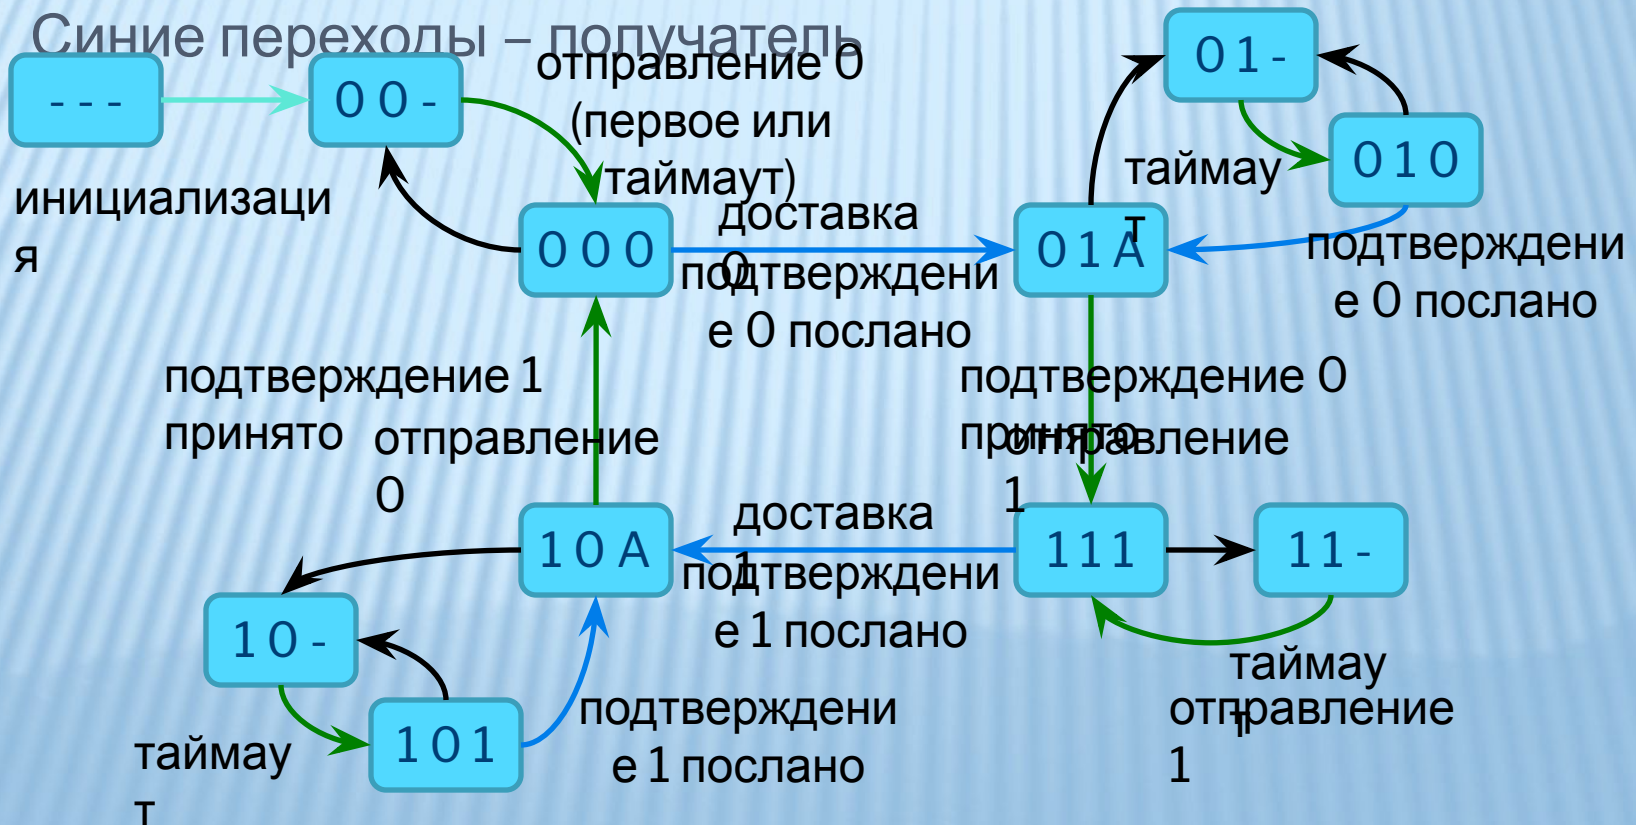 Синие переходы – получатель
- - -
0 0 -
отправление 0
(первое или
таймаут)
инициализаци
я
0 1 -
0 1 0
таймау
т
0 0 0
доставка
0
подтверждени
е 0 послано
0 1 A
подтверждени
е 0 послано
подтверждение 1
принято
отправление
0
подтверждение 0
принято
отправление
1
1 0 A
доставка
1
подтверждени
е 1 послано
1 1 1
1 1 -
таймау
т
отправление
1
1 0 -
1 0 1
таймау
т
подтверждени
е 1 послано